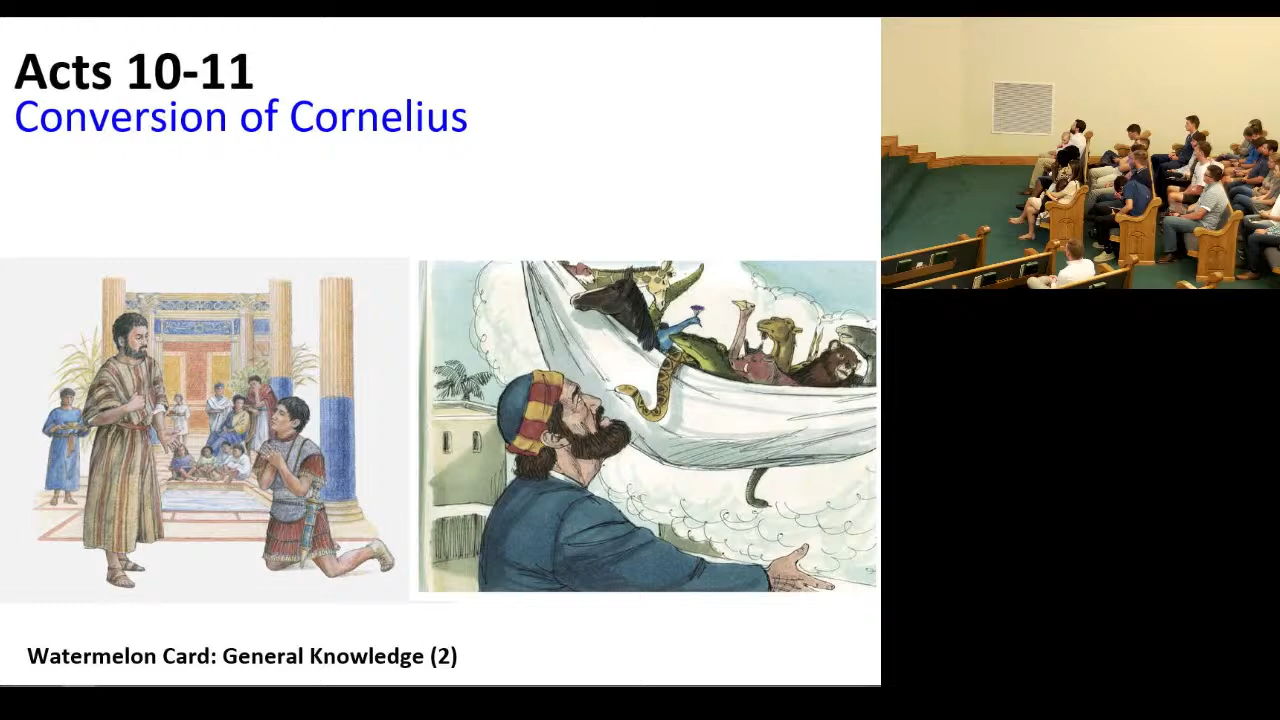 Acts 10-11
Conversion of Cornelius
Watermelon Card: General Knowledge (2)